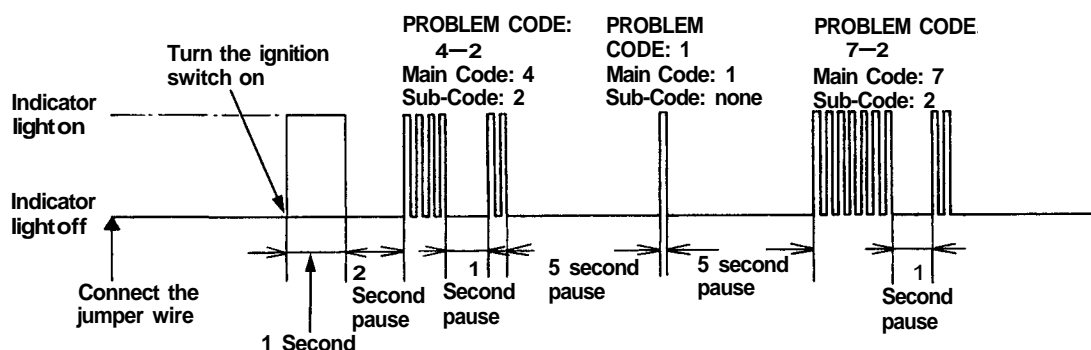 PROBLEM CODE:
4—2
Main Code: 4
Sub-Code: 2
PROBLEM
CODE: 1
Main Code: 1
Sub-Code: none
PROBLEM CODE
7—2
Main Code: 7
Sub-Code: 2
Turn the ignition
switch on
Indicator
light on
Indicator
light off
Connect the
jumper wire
1 Second
2
Second
pause
1
Second
pause
5 second
pause
5 second
pause
1
Second
pause